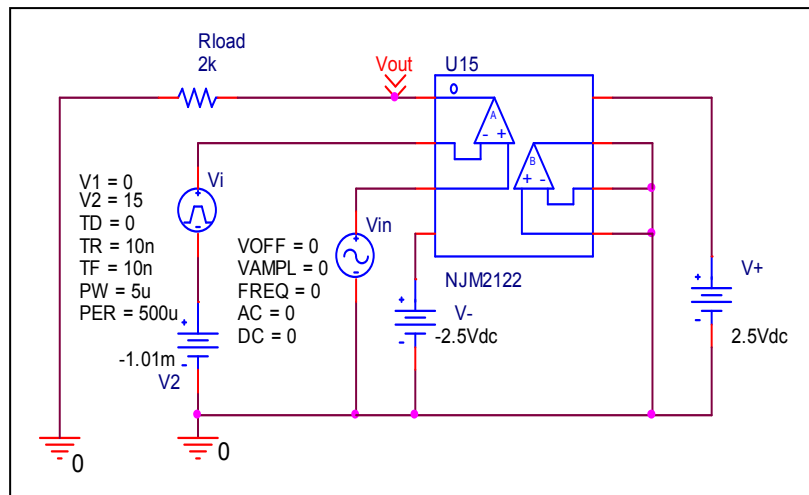 Rload
2k
Vout
U15
A
- +
B
+ -
V1 = 0
V2 = 15
TD = 0
TR = 10n
TF = 10n
PW = 5u
PER = 500u
+
Vi
-
+
-1.01m
-
V2
Vin
+
-
VOFF = 0
VAMPL = 0
FREQ = 0
AC = 0
DC = 0
NJM2122
+
V-
-2.5Vdc
-
V+
+
2.5Vdc
-
0
0